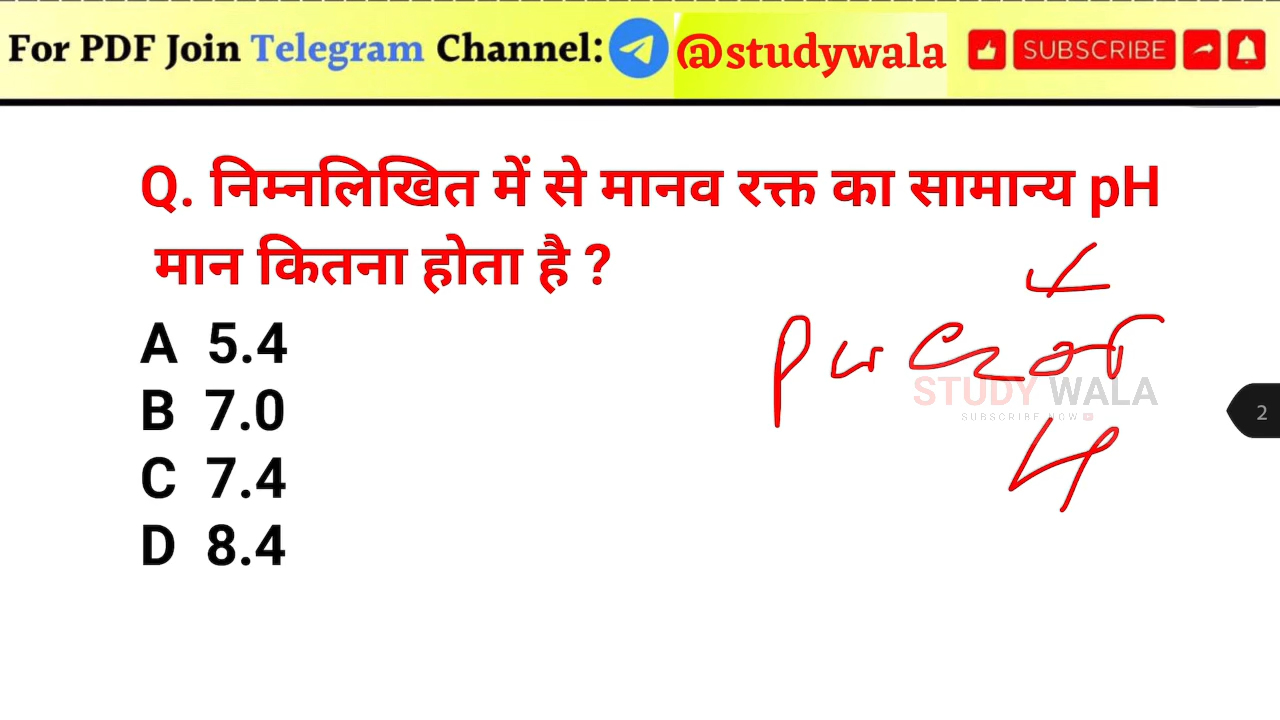 For PDF Join Telegram Channel: @studywala SUBSCRIBE
Q. निम्नलिखित में से मानव रक्त का सामान्य pH
मान कितना होता है ?
A 5.4
B 7.0
C 7.4
D 8.4
STUDY WALA
SUBSCRIBE NOW
2